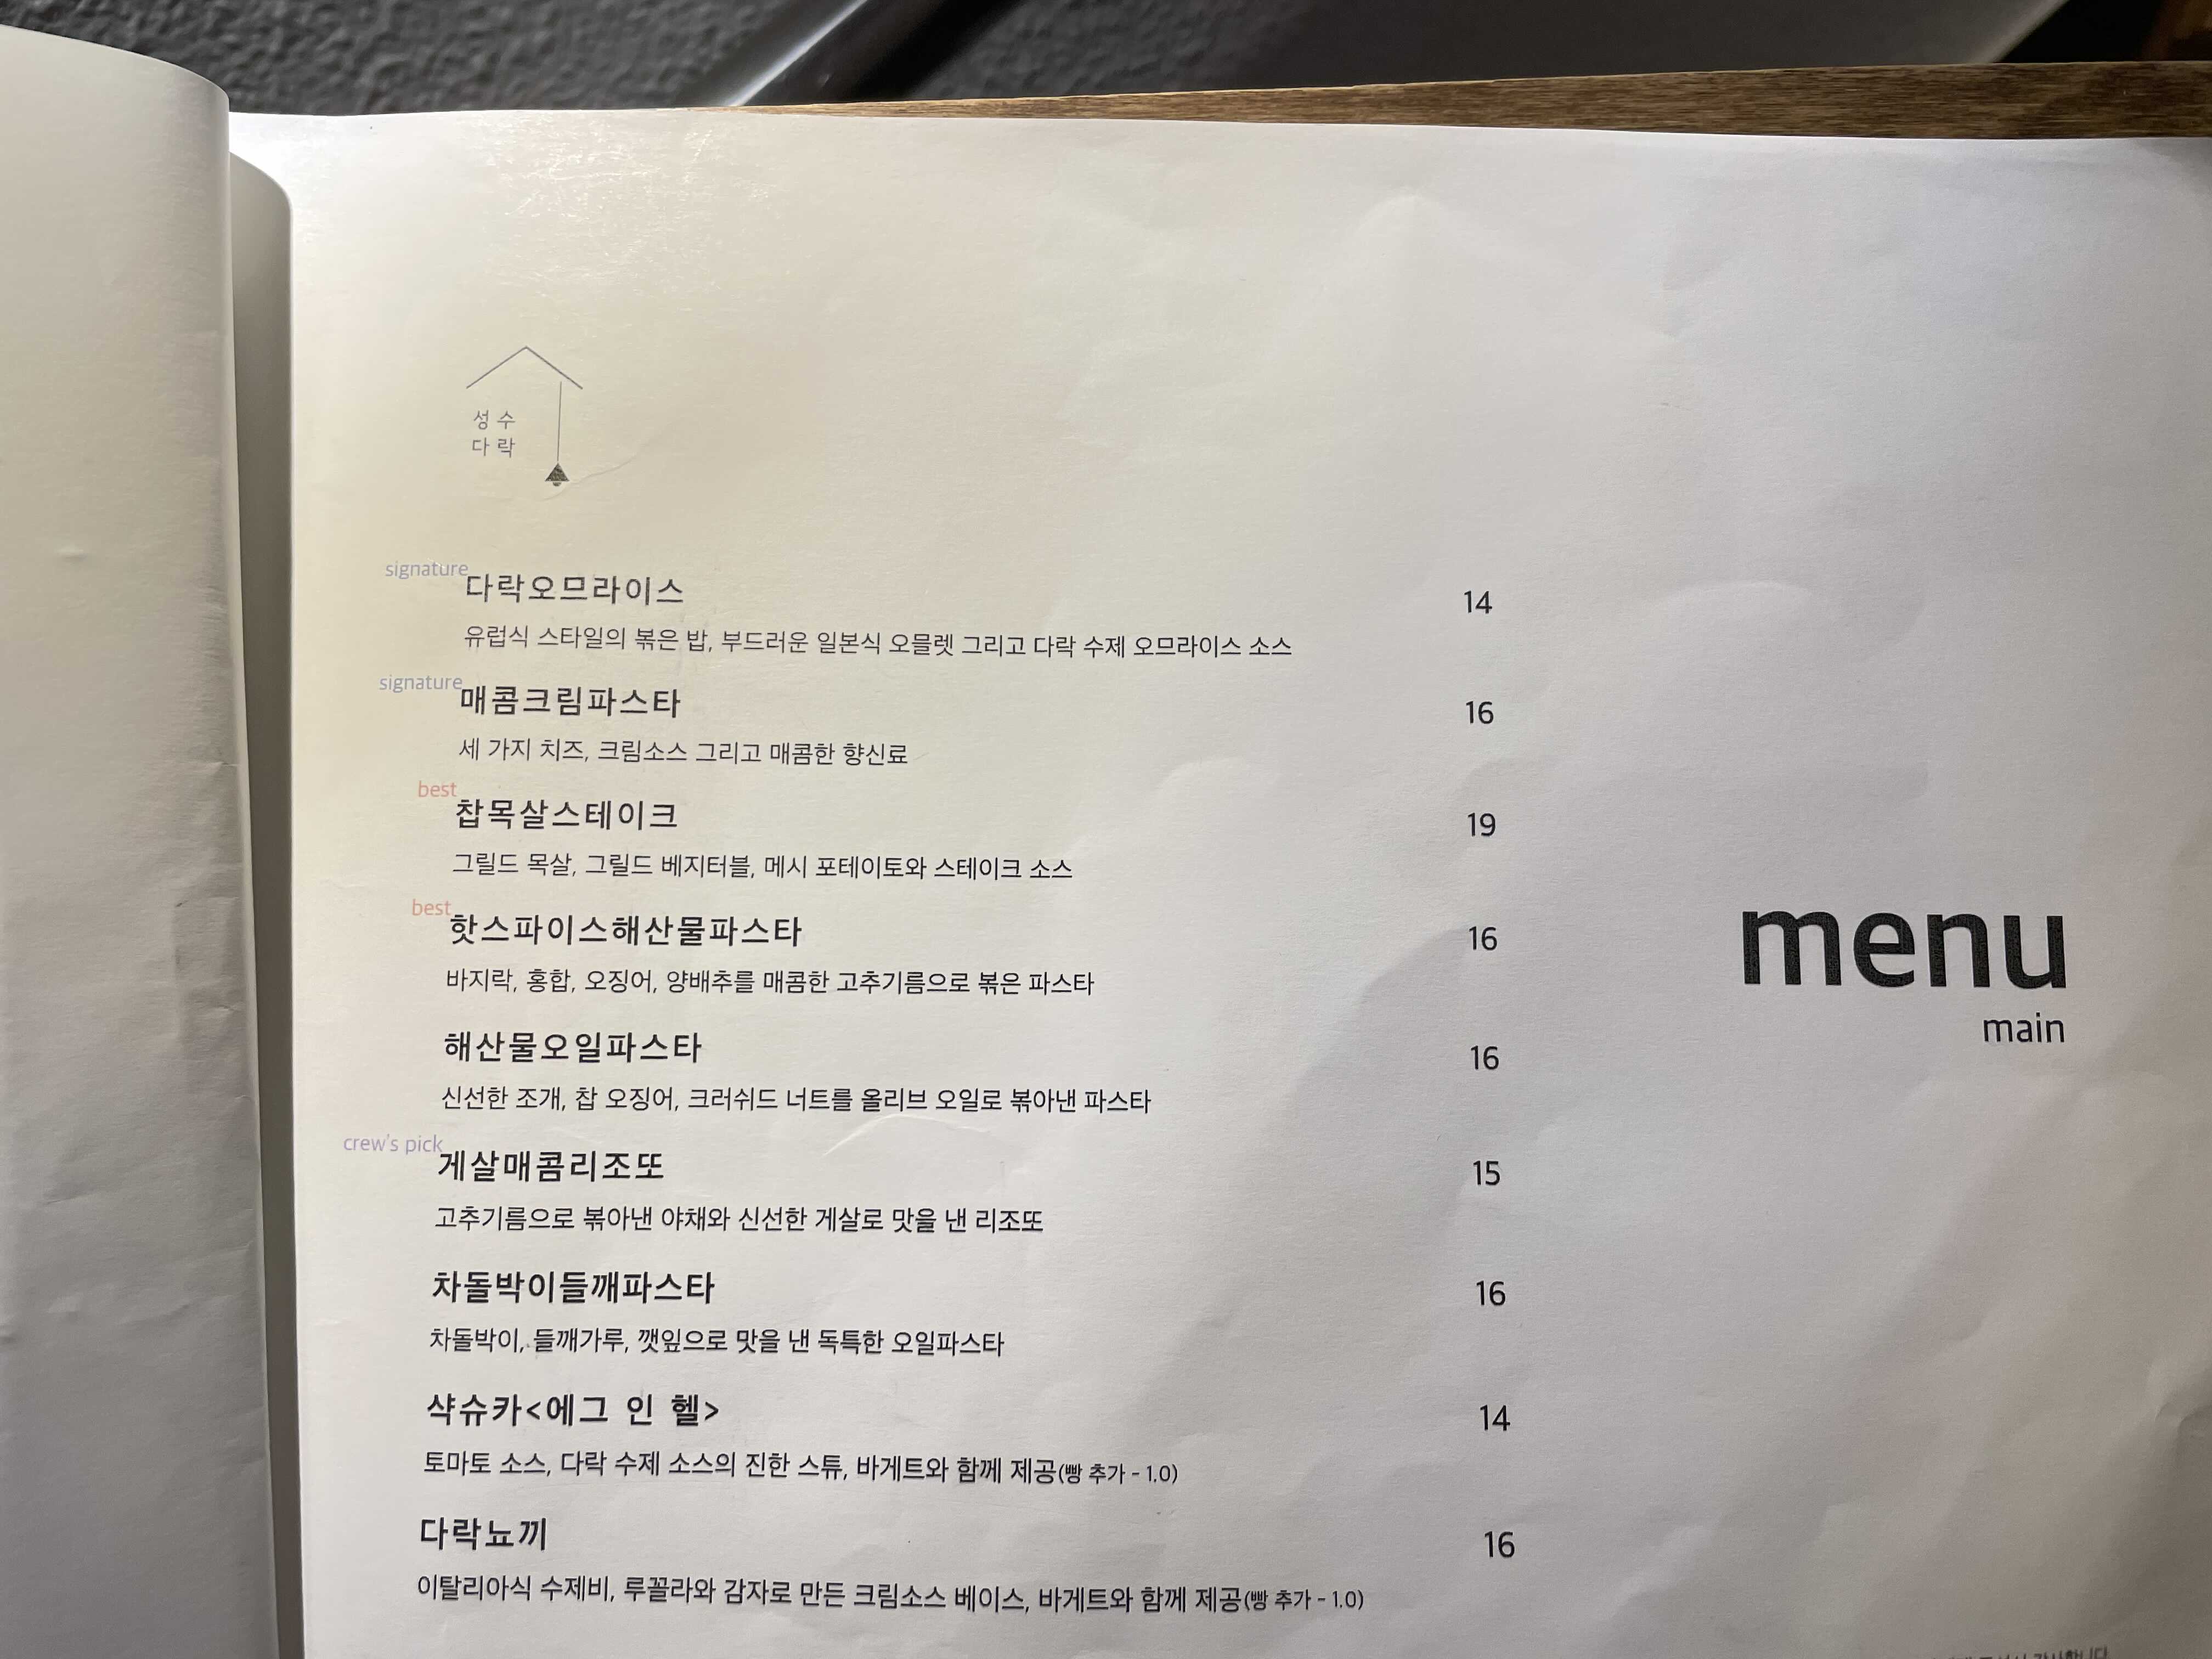 성수
다락
signature
다락오므라이스 14
유럽식 스타일의 볶은 밥, 부드러운 일본식 오믈렛 그리고 다락 수제 오므라이스 소스
signature
매콤크림파스타 16
세 가지 치즈, 크림소스 그리고 매콤한 향신료
best
찹목살스테이크 19
그릴드 목살, 그릴드 베지터블, 메시 포테이토와 스테이크 소스
best
핫스파이스해산물파스타 16
바지락, 홍합, 오징어, 양배추를 매콤한 고추기름으로 볶은 파스타
해산물오일파스타 16
신선한 조개, 찹 오징어, 크러쉬드 너트를 올리브 오일로 볶아낸 파스타
crew's pick
게살매콤리조또 15
고추기름으로 볶아낸 야채와 신선한 게살로 맛을 낸 리조또
차돌박이들깨파스타 16
차돌박이, 들깨가루, 깻잎으로 맛을 낸 독특한 오일파스타
샥슈카<에그 인 헬> 14
토마토 소스, 다락 수제 소스의 진한 스튜, 바게트와 함께 제공(빵 추가 - 1.0)
다락뇨끼 16
이탈리아식 수제비, 루꼴라와 감자로 만든 크림소스 베이스, 바게트와 함께 제공(빵 추가 - 1.0)
menu
main
감사합니다.